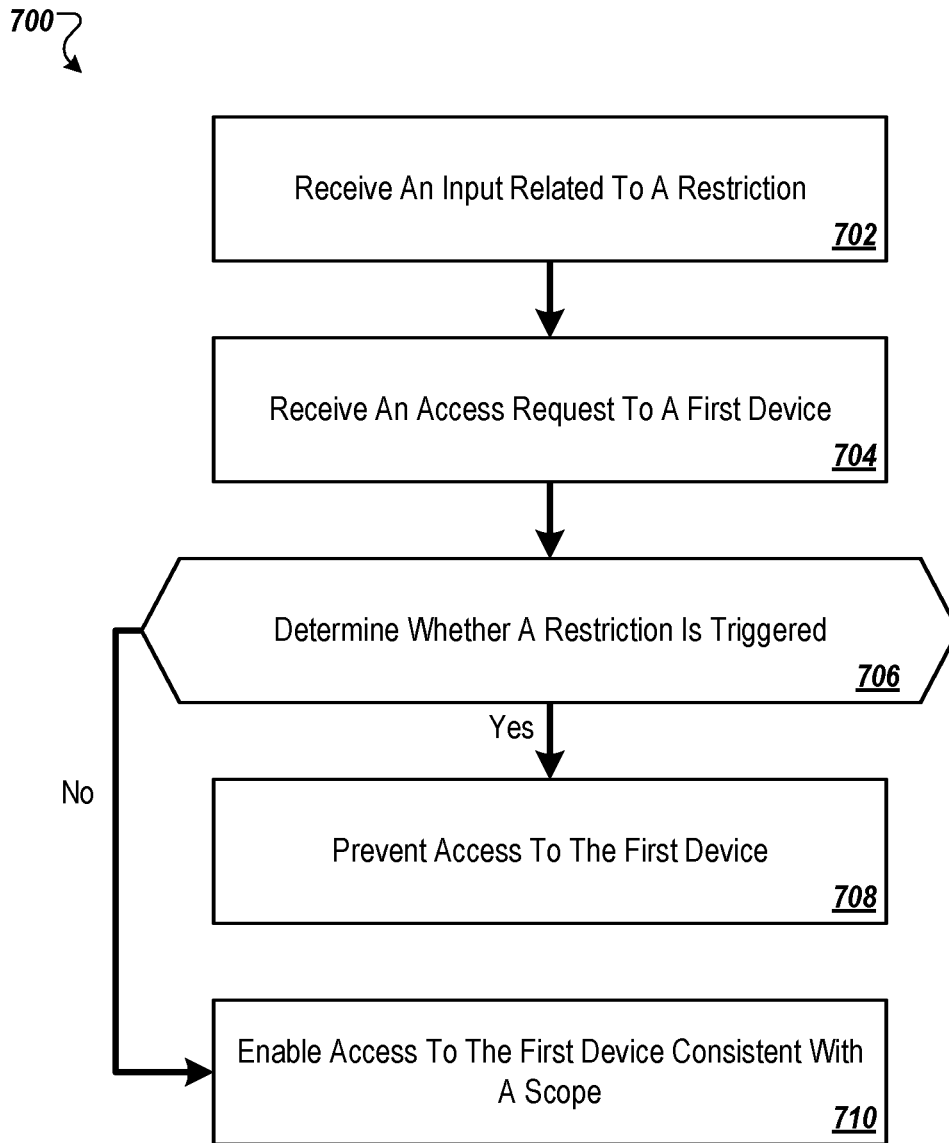 700
Receive An Input Related To A Restriction
702
Receive An Access Request To A First Device
704
Determine Whether A Restriction Is Triggered
706
Yes
No
Prevent Access To The First Device
708
Enable Access To The First Device Consistent With
A Scope
710